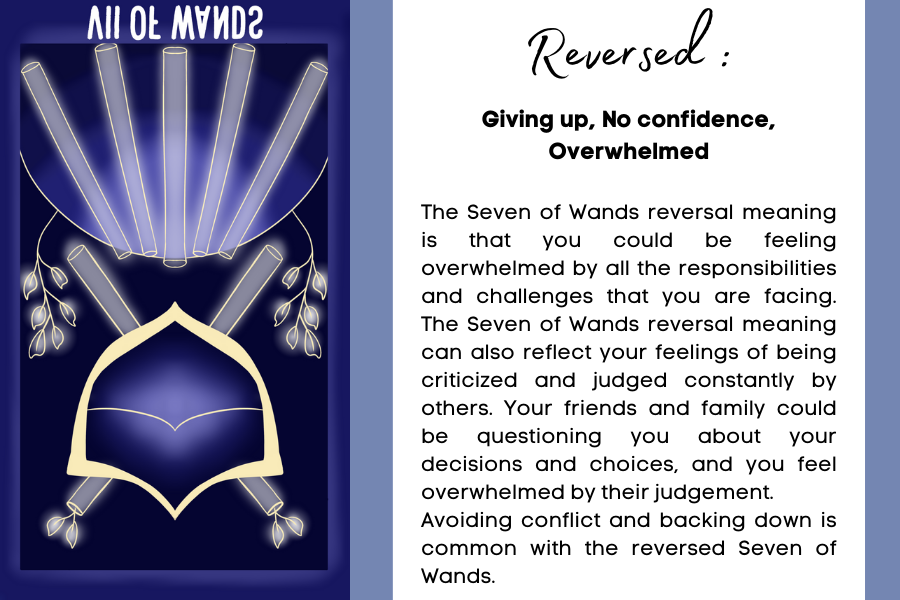 VII OF WANDS
Reversed :
Giving up, No confidence,
Overwhelmed
The Seven of Wands reversal meaning
is that you could be feeling
overwhelmed by all the responsibilities
and challenges that you are facing.
The Seven of Wands reversal meaning
can also reflect your feelings of being
criticized and judged constantly by
others. Your friends and family could
be questioning you about your
decisions and choices, and you feel
overwhelmed by their judgement.
Avoiding conflict and backing down is
common with the reversed Seven of
Wands.